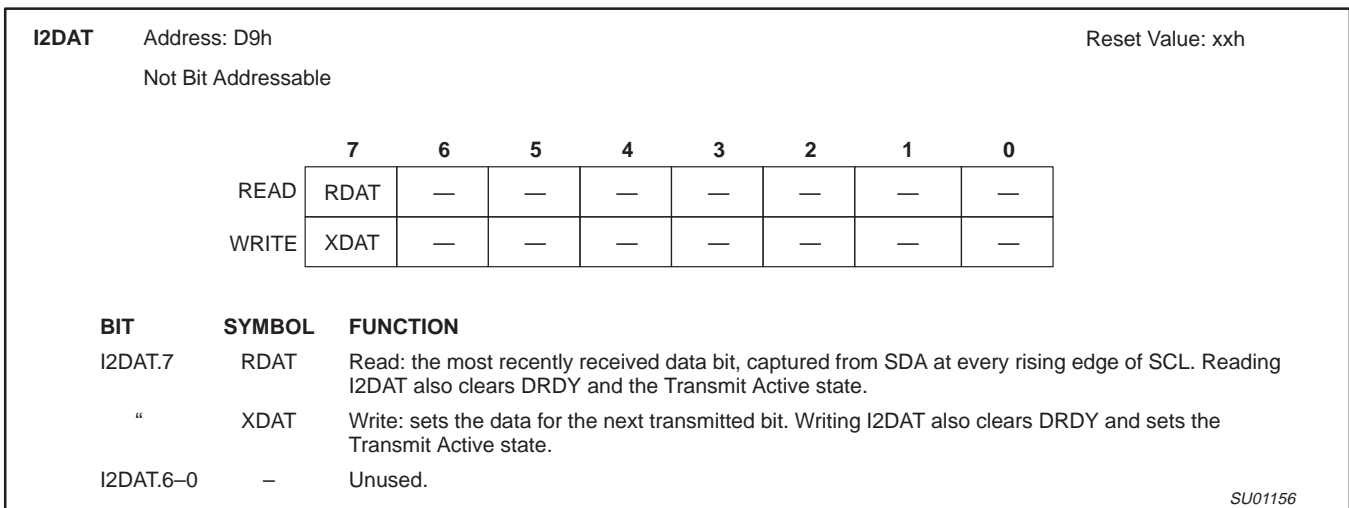 I2DAT Address: D9h Reset Value: xxh
Not Bit Addressable
7 6 5 4 3 2 1 0
READ RDAT — — — — — — —
WRITE XDAT — — — — — — —
BIT SYMBOL FUNCTION
I2DAT.7 RDAT Read: the most recently received data bit, captured from SDA at every rising edge of SCL. Reading
I2DAT also clears DRDY and the Transmit Active state.
“ XDAT Write: sets the data for the next transmitted bit. Writing I2DAT also clears DRDY and sets the
Transmit Active state.
I2DAT.6–0 – Unused.
SU01156